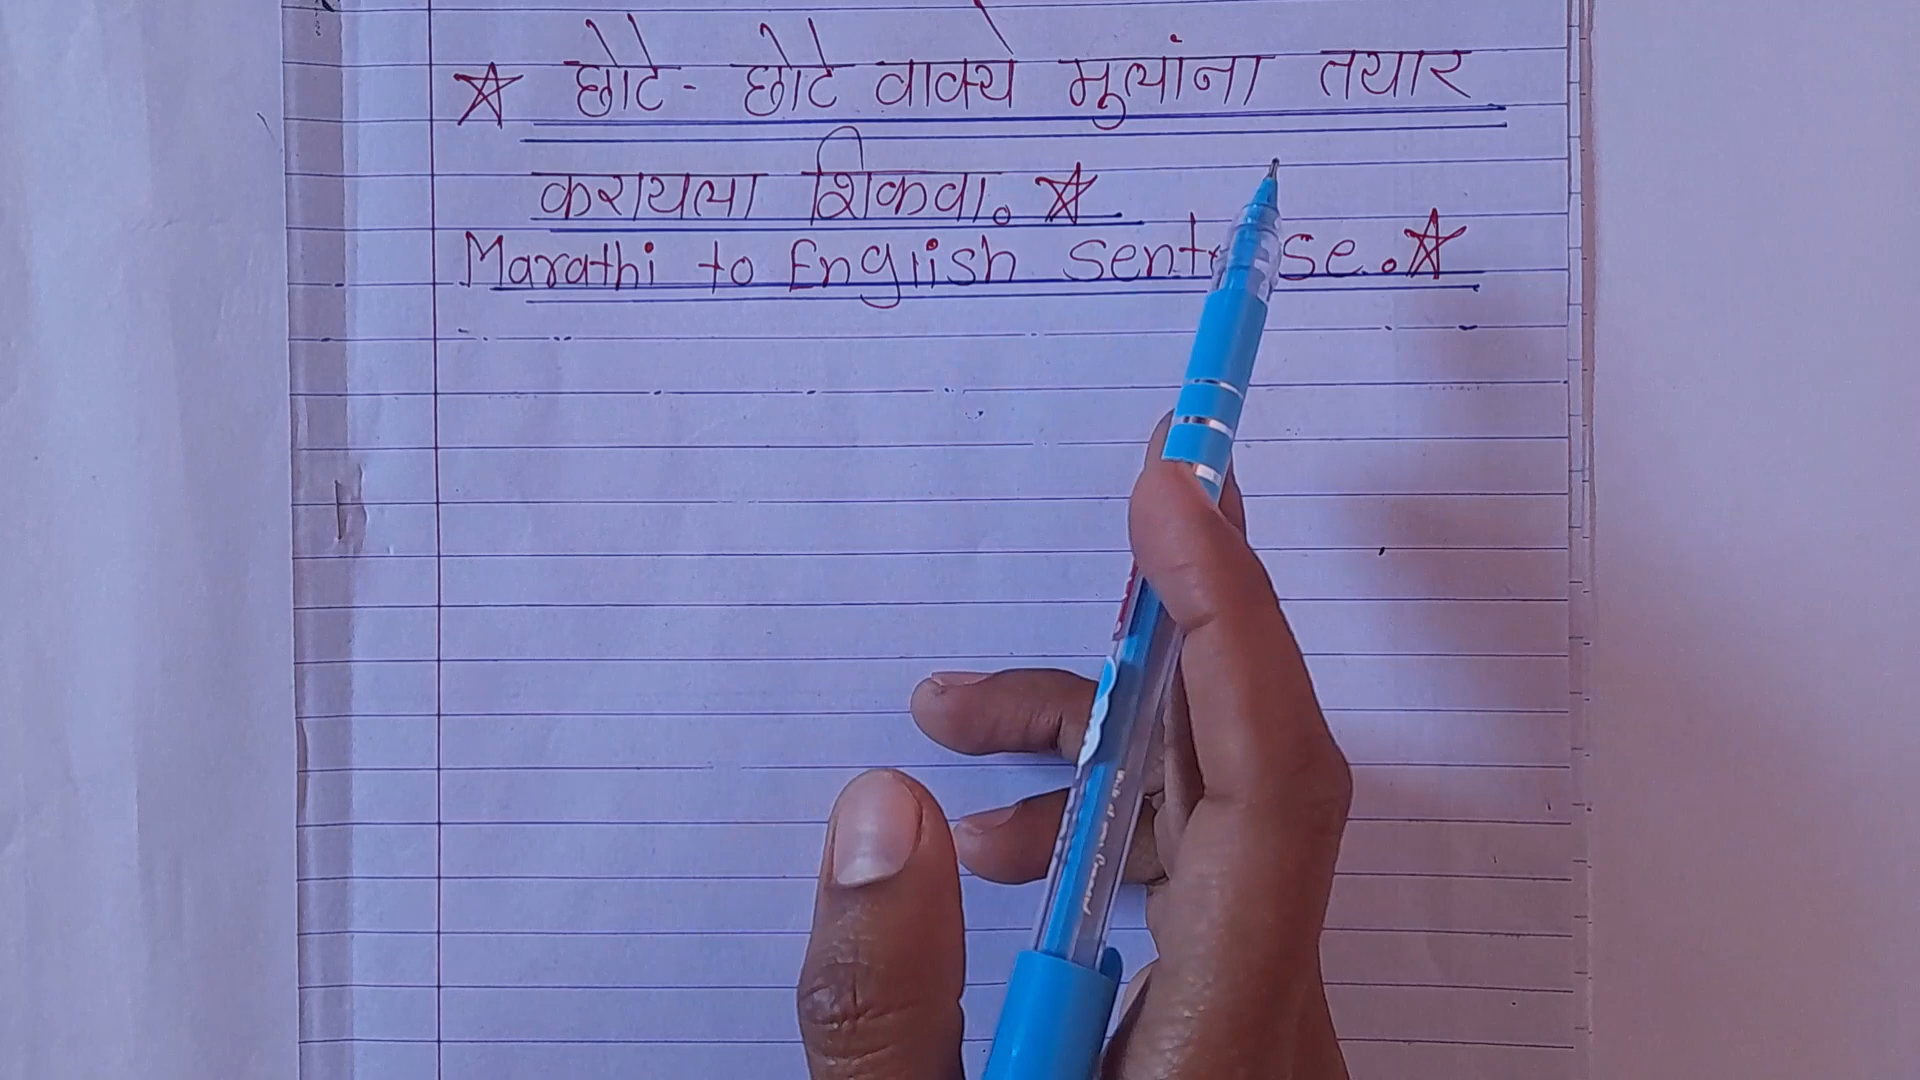 ☆ छोटे - छोटे वाक्ये मुलांना तयार
करायला शिकवा. ☆
Marathi to English .☆